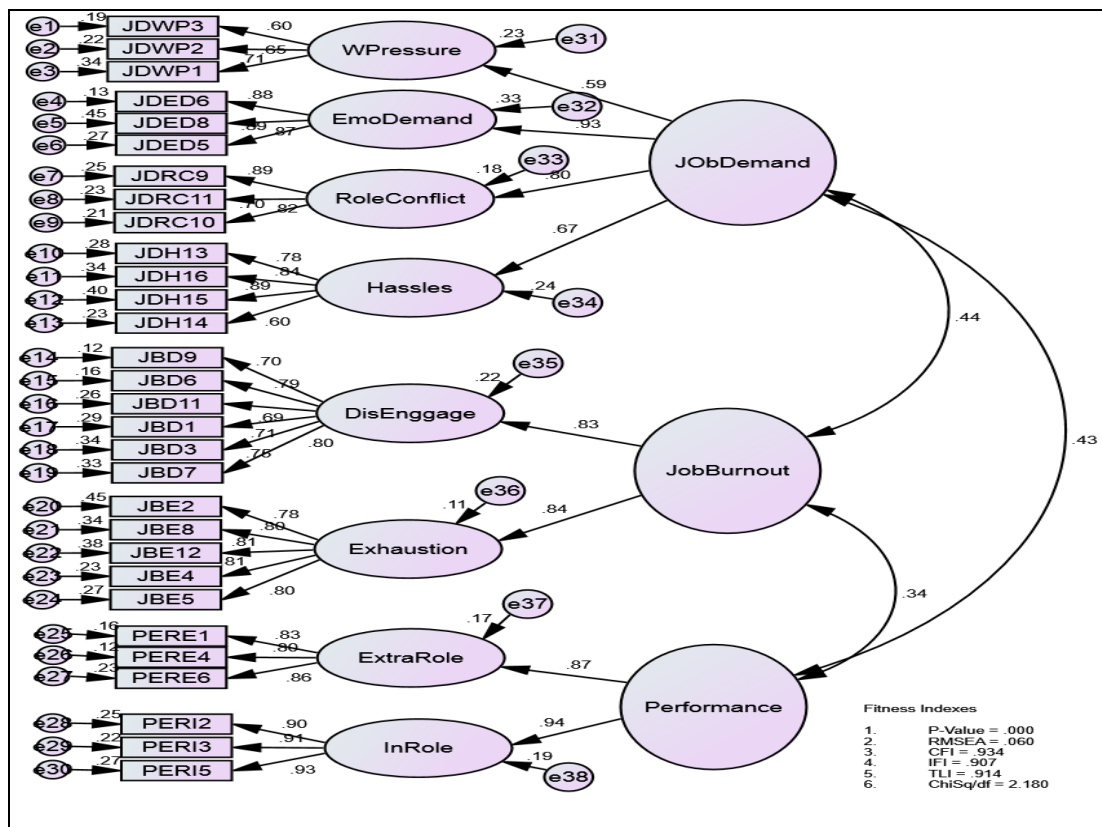 e1 .19 JDWP3 .60
e2 .22 JDWP2 .65
e3 .34 JDWP1 .71
WPressure .23 e31
.59
e4 .13 JDED6 .88
e5 .45 JDED8 .89
e6 .27 JDED5 .87
EmoDemand .33 e32
.93
e7 .25 JDRC9 .89
e8 .23 JDRC11 .70
e9 .21 JDRC10 .82
RoleConflict .18 e33
.80
e10 .28 JDH13 .78
e11 .34 JDH16 .84
e12 .40 JDH15 .89
e13 .23 JDH14 .60
Hassles .24 e34
.67
JObDemand
.44
.43
e14 .12 JBD9 .70
e15 .16 JBD6 .79
e16 .26 JBD11
e17 .29 JBD1 .69
e18 .34 JBD3 .71
e19 .33 JBD7 .75 .80
DisEnggage .22 e35
.83
JobBurnout
e20 .45 JBE2 .78
e21 .34 JBE8 .80
e22 .38 JBE12 .81
e23 .23 JBE4 .81
e24 .27 JBE5 .80
Exhaustion .11 e36
.84
.34
e25 .16 PERE1 .83
e26 .12 PERE4 .80
e27 .23 PERE6 .86
ExtraRole .17 e37
.87
Performance
e28 .25 PERI2 .90
e29 .22 PERI3 .91
e30 .27 PERI5 .93
InRole .19 e38
.94
Fitness Indexes
1. P-Value = .000
2. RMSEA = .060
3. CFI = .934
4. IFI = .907
5. TLI = .914
6. ChiSq/df = 2.180